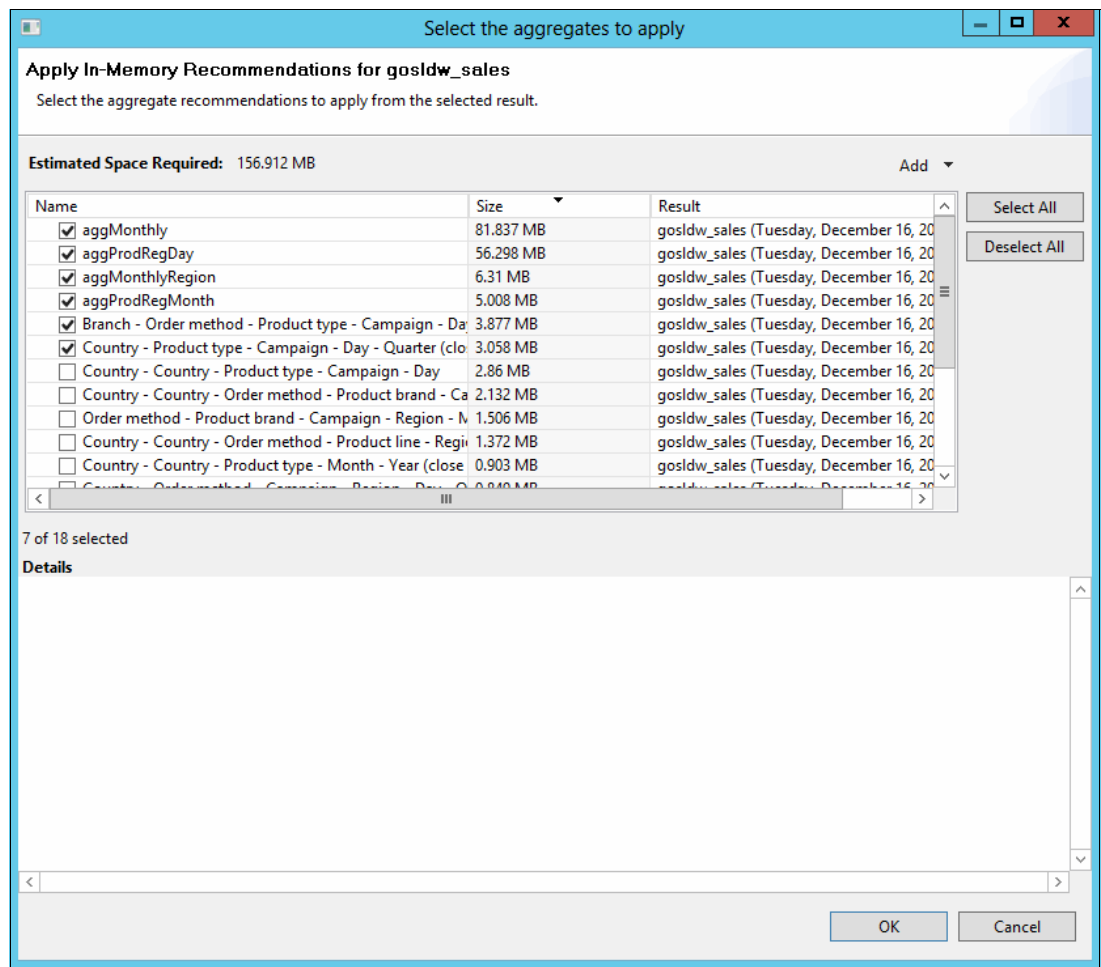 Select the aggregates to apply
Apply In-Memory Recommendations for gosldw_sales
Select the aggregate recommendations to apply from the selected result.
Estimated Space Required: 156.912 MB
Add
Name Size Result
aggMonthly 81.837 MB gosldw_sales (Tuesday, December 16, 20
aggProdRegDay 56.298 MB gosldw_sales (Tuesday, December 16, 20
aggMonthlyRegion 6.31 MB gosldw_sales (Tuesday, December 16, 20
aggProdRegMonth 5.008 MB gosldw_sales (Tuesday, December 16, 20
Branch - Order method - Product type - Campaign - Da 3.877 MB gosldw_sales (Tuesday, December 16, 20
Country - Product type - Campaign - Day - Quarter (clo 3.058 MB gosldw_sales (Tuesday, December 16, 20
Country - Country - Product type - Campaign - Day 2.86 MB gosldw_sales (Tuesday, December 16, 20
Country - Country - Order method - Product brand - Ca 2.132 MB gosldw_sales (Tuesday, December 16, 20
Order method - Product brand - Campaign - Region - M 1.506 MB gosldw_sales (Tuesday, December 16, 20
Country - Country - Order method - Product line - Regi 1.372 MB gosldw_sales (Tuesday, December 16, 20
Country - Country - Product type - Month - Year (close 0.903 MB gosldw_sales (Tuesday, December 16, 20
Select All
Deselect All
7 of 18 selected
Details
OK
Cancel